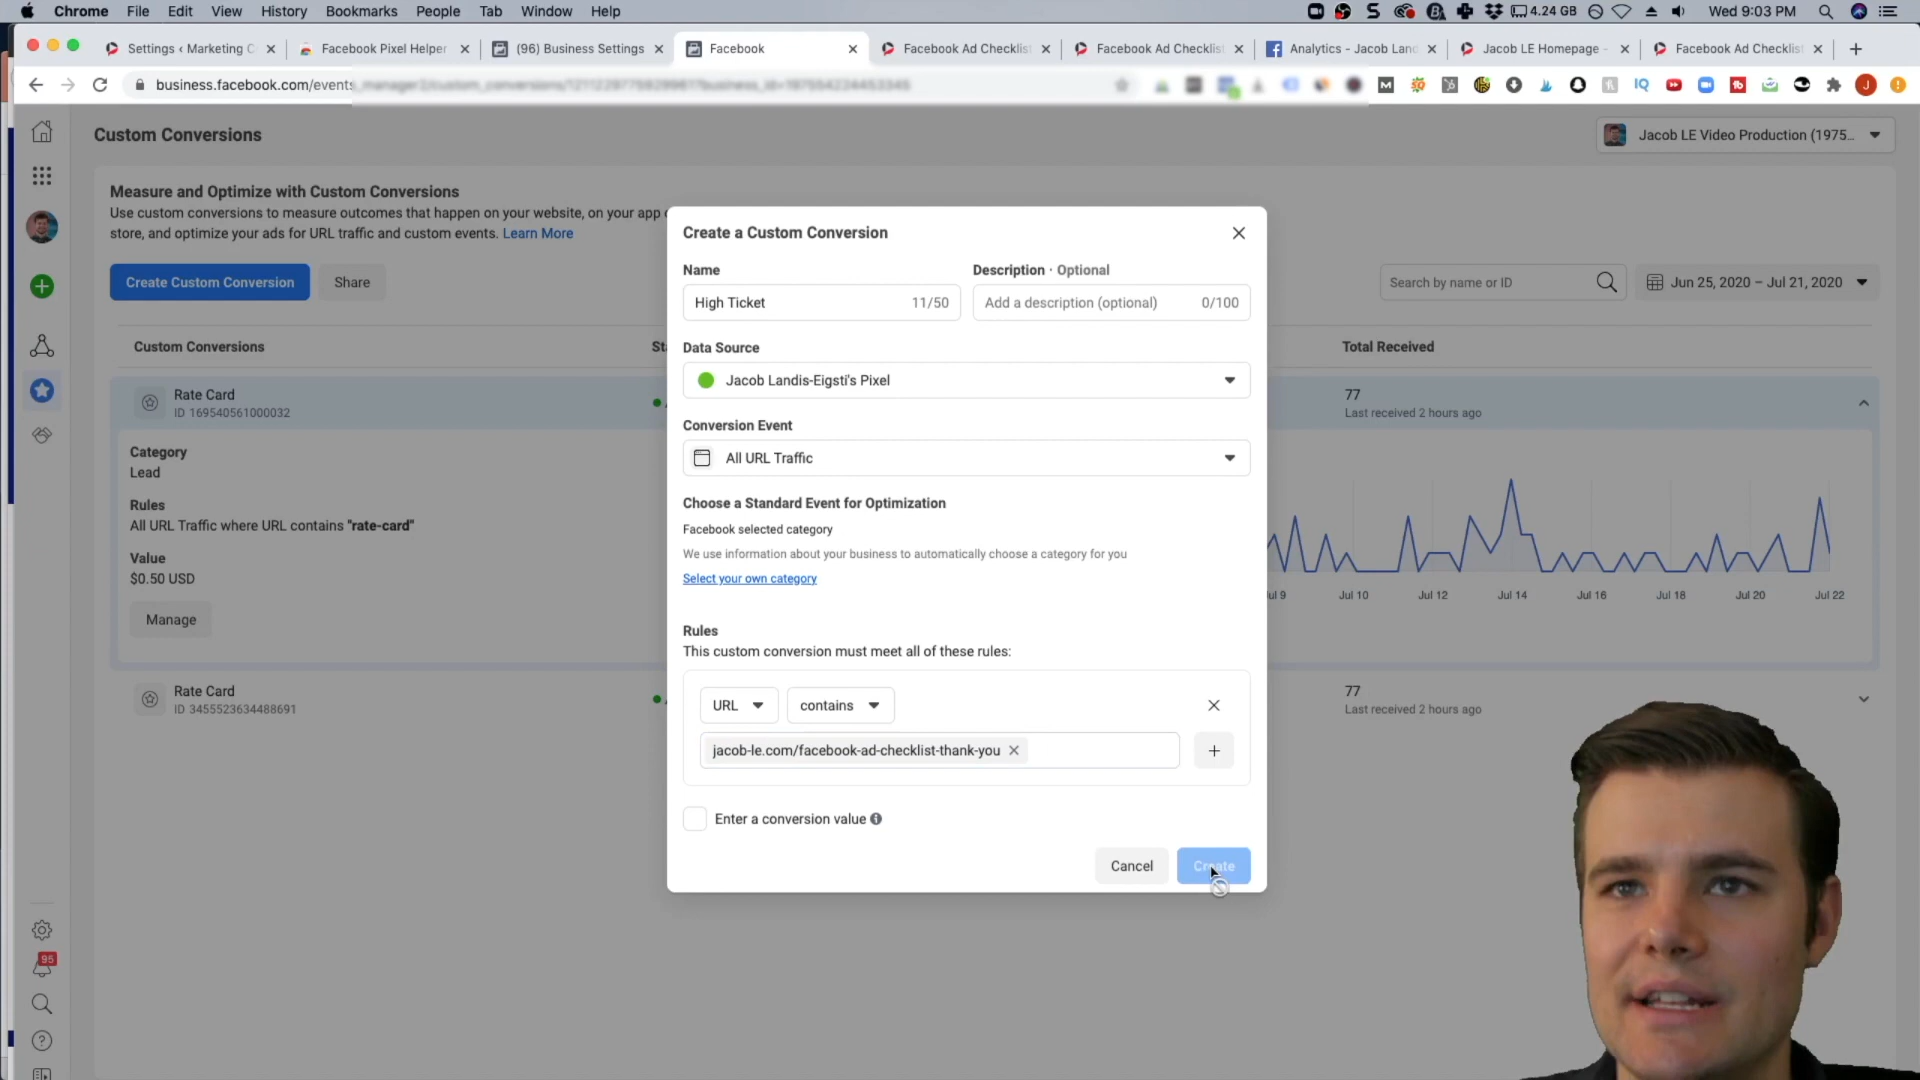 Chrome File Edit View History Bookmarks People Tab Window Help
4.24 GB Wed 9:03 PM
Settings ‹ Marketing C
Facebook Pixel Helper
(96) Business Settings
Facebook
Facebook Ad Checklist
Facebook Ad Checklist
Analytics - Jacob Land
Jacob LE Homepage -
Facebook Ad Checklist
business.facebook.com/events
Custom Conversions
Jacob LE Video Production (1975...
Measure and Optimize with Custom Conversions
Use custom conversions to measure outcomes that happen on your website, on your app
store, and optimize your ads for URL traffic and custom events. Learn More
Create Custom Conversion
Share
Search by name or ID
Jun 25, 2020 – Jul 21, 2020
Custom Conversions
Total Received
Rate Card
ID 169540561000032
77
Last received 2 hours ago
Category
Lead
Rules
All URL Traffic where URL contains "rate-card"
Value
$0.50 USD
Manage
Jul 10 Jul 12 Jul 14 Jul 16 Jul 18 Jul 20 Jul 22
Rate Card
ID 3455523634488691
77
Last received 2 hours ago
95
Create a Custom Conversion
Name
Description · Optional
High Ticket 11/50
Add a description (optional) 0/100
Data Source
Jacob Landis-Eigsti's Pixel
Conversion Event
All URL Traffic
Choose a Standard Event for Optimization
Facebook selected category
We use information about your business to automatically choose a category for you
Select your own category
Rules
This custom conversion must meet all of these rules:
URL
contains
jacob-le.com/facebook-ad-checklist-thank-you
Enter a conversion value
Cancel
Create